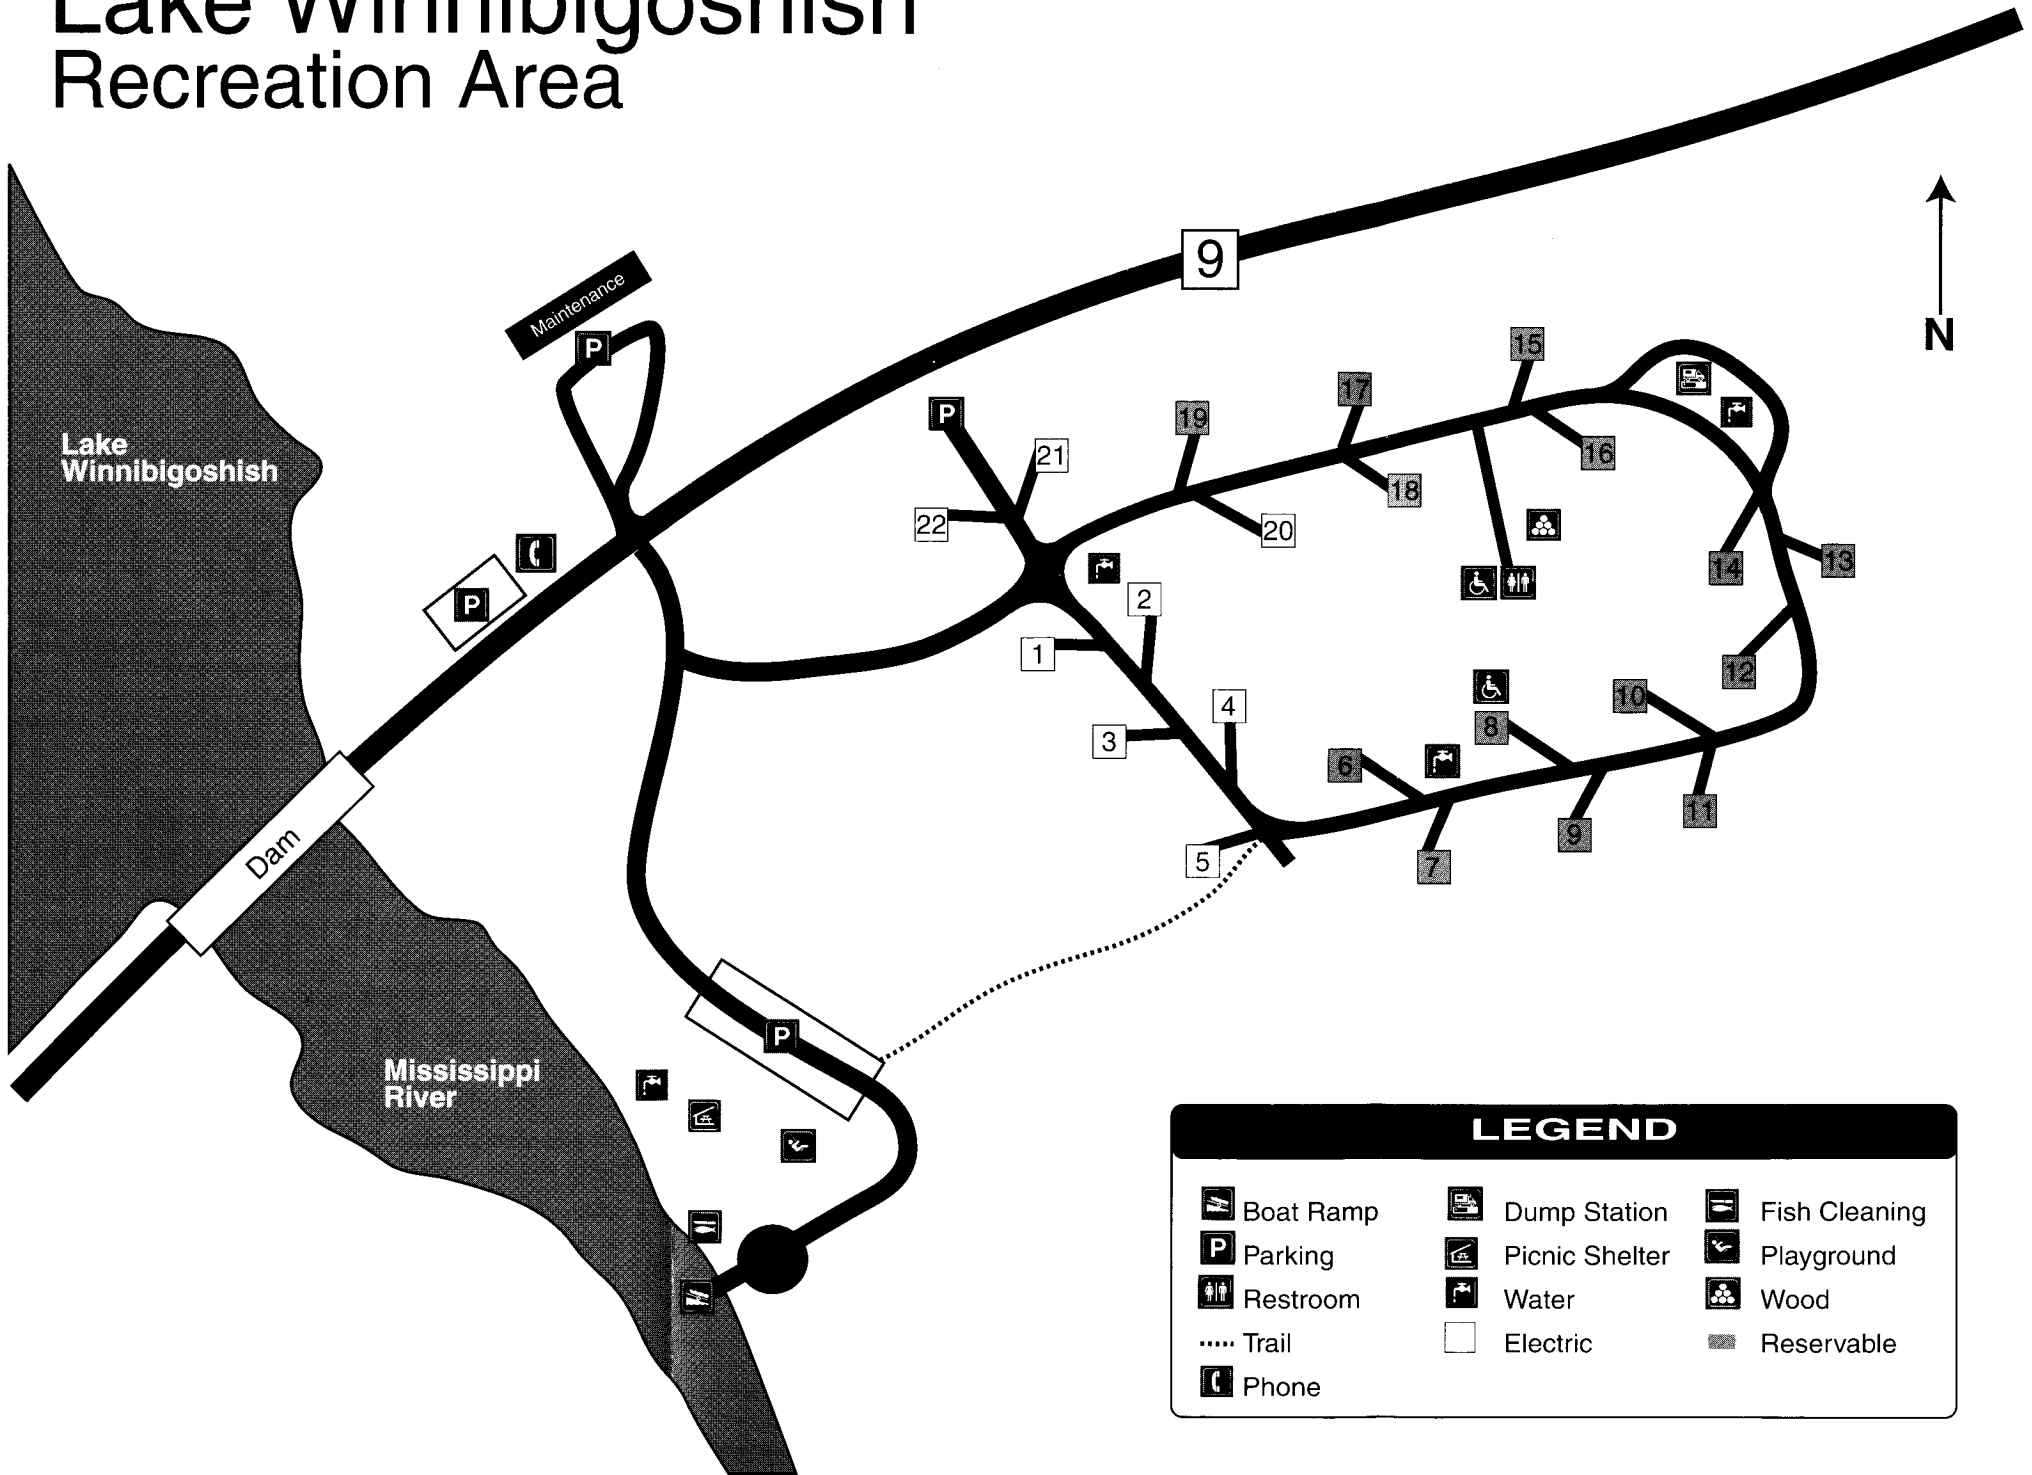 Lake Winnibigoshish
Recreation Area
9
N
Maintenance
P
P
P
P
Lake
Winnibigoshish
Dam
Mississippi
River
15
17
19
21
16
18
22
20
14
13
2
1
12
10
4
3
8
6
11
9
5
7
LEGEND
Boat Ramp
Dump Station
Fish Cleaning
P Parking
Picnic Shelter
Playground
Restroom
Water
Wood
Trail
Electric
Reservable
Phone